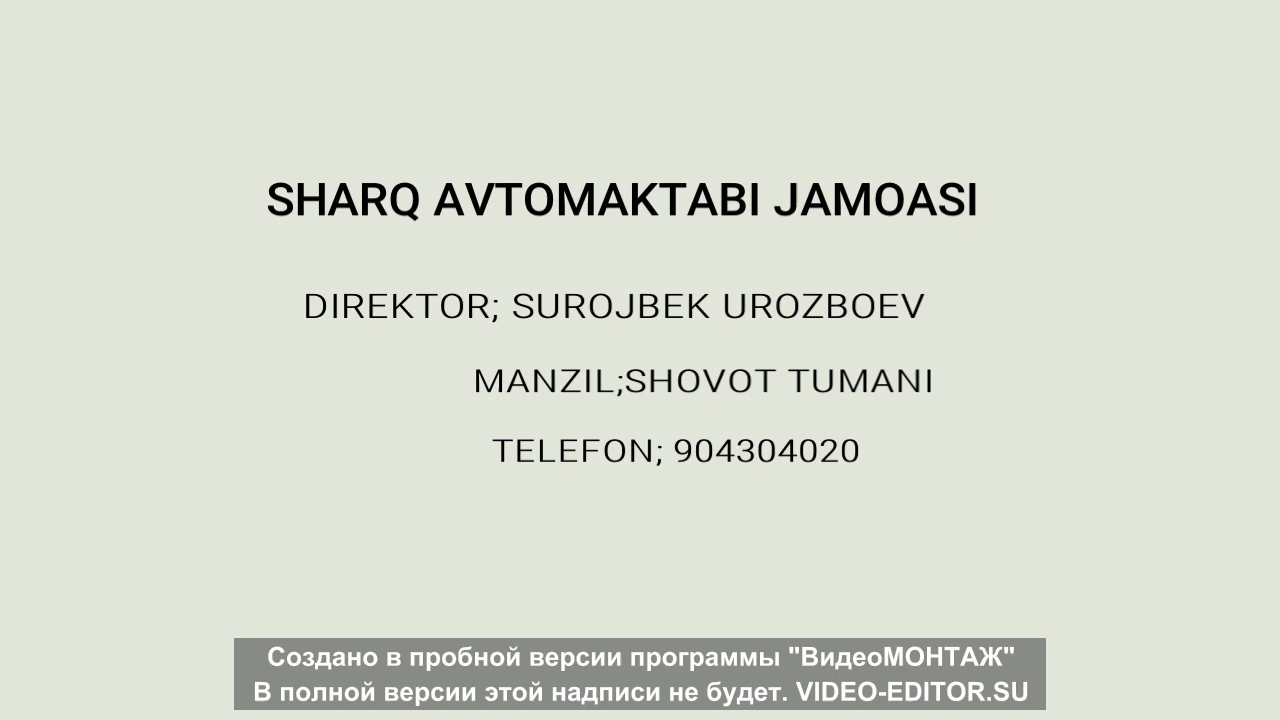 SHARQ AVTOMAKTABI JAMOASI
DIREKTOR; SUROJBEK UROZBOEV
MANZIL;SHOVOT TUMANI
TELEFON; 904304020
Создано в пробной версии программы "ВидеоМОНТАЖ"
В полной версии этой надписи не будет. VIDEO-EDITOR.SU